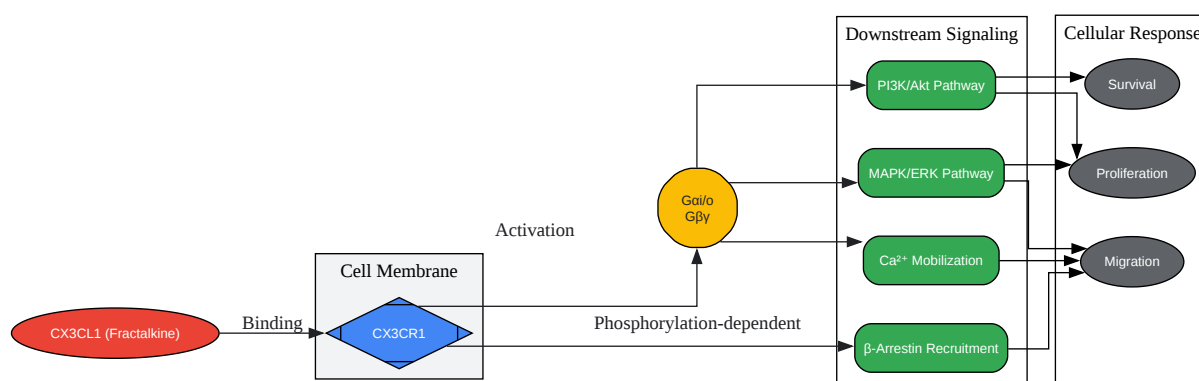 Downstream Signaling
Cellular Response
PI3K/Akt Pathway
Survival
MAPK/ERK Pathway
Proliferation
Gαi/o
Gβγ
Activation
Cell Membrane
Ca²⁺ Mobilization
Migration
CX3CL1 (Fractalkine)
Binding
CX3CR1
Phosphorylation-dependent
β-Arrestin Recruitment